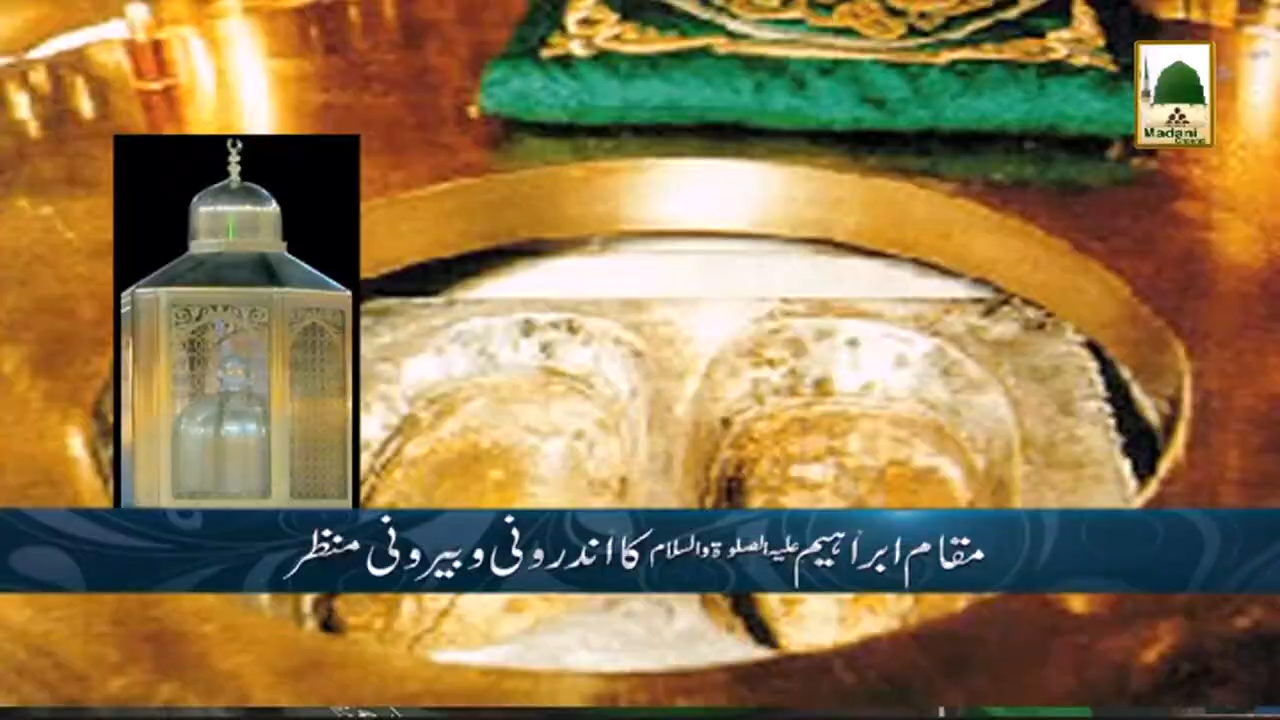 Madani
مقام ابراہیم علیہ الصلوۃ والسلام کا اندرونی و بیرونی منظر